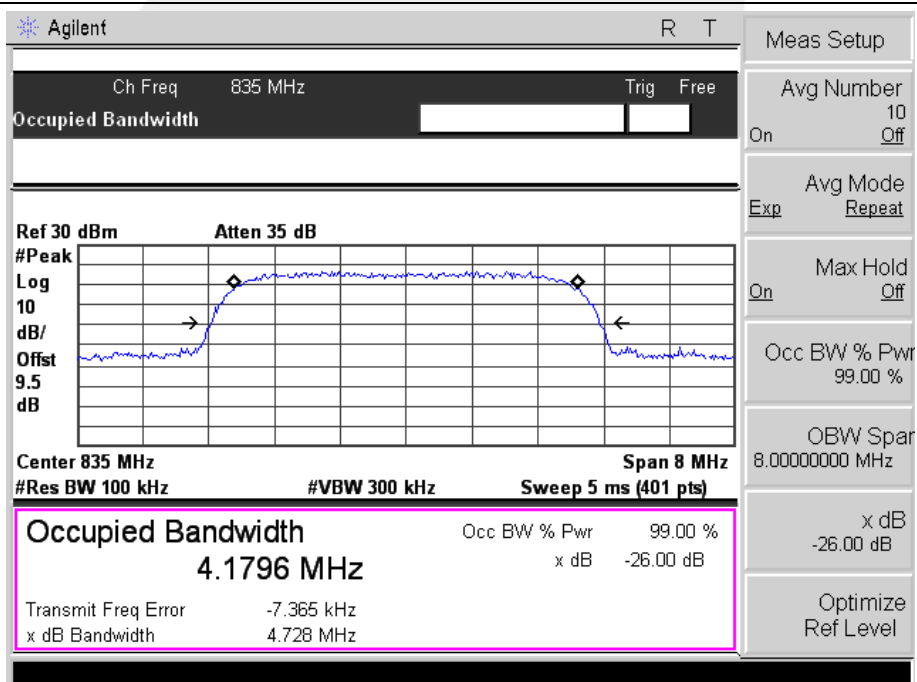 Agilent R T
Ch Freq 835 MHz Trig Free
Occupied Bandwidth
Ref 30 dBm Atten 35 dB
#Peak
Log
10
dB/
Offst
9.5
dB
Center 835 MHz Span 8 MHz
#Res BW 100 kHz #VBW 300 kHz Sweep 5 ms (401 pts)
Occupied Bandwidth
4.1796 MHz
Occ BW % Pwr 99.00 %
x dB -26.00 dB
Transmit Freq Error -7.365 kHz
x dB Bandwidth 4.728 MHz
Meas Setup
Avg Number
10
On Off
Avg Mode
Exp Repeat
Max Hold
On Off
Occ BW % Pwr
99.00 %
OBW Span
8.00000000 MHz
x dB
-26.00 dB
Optimize
Ref Level